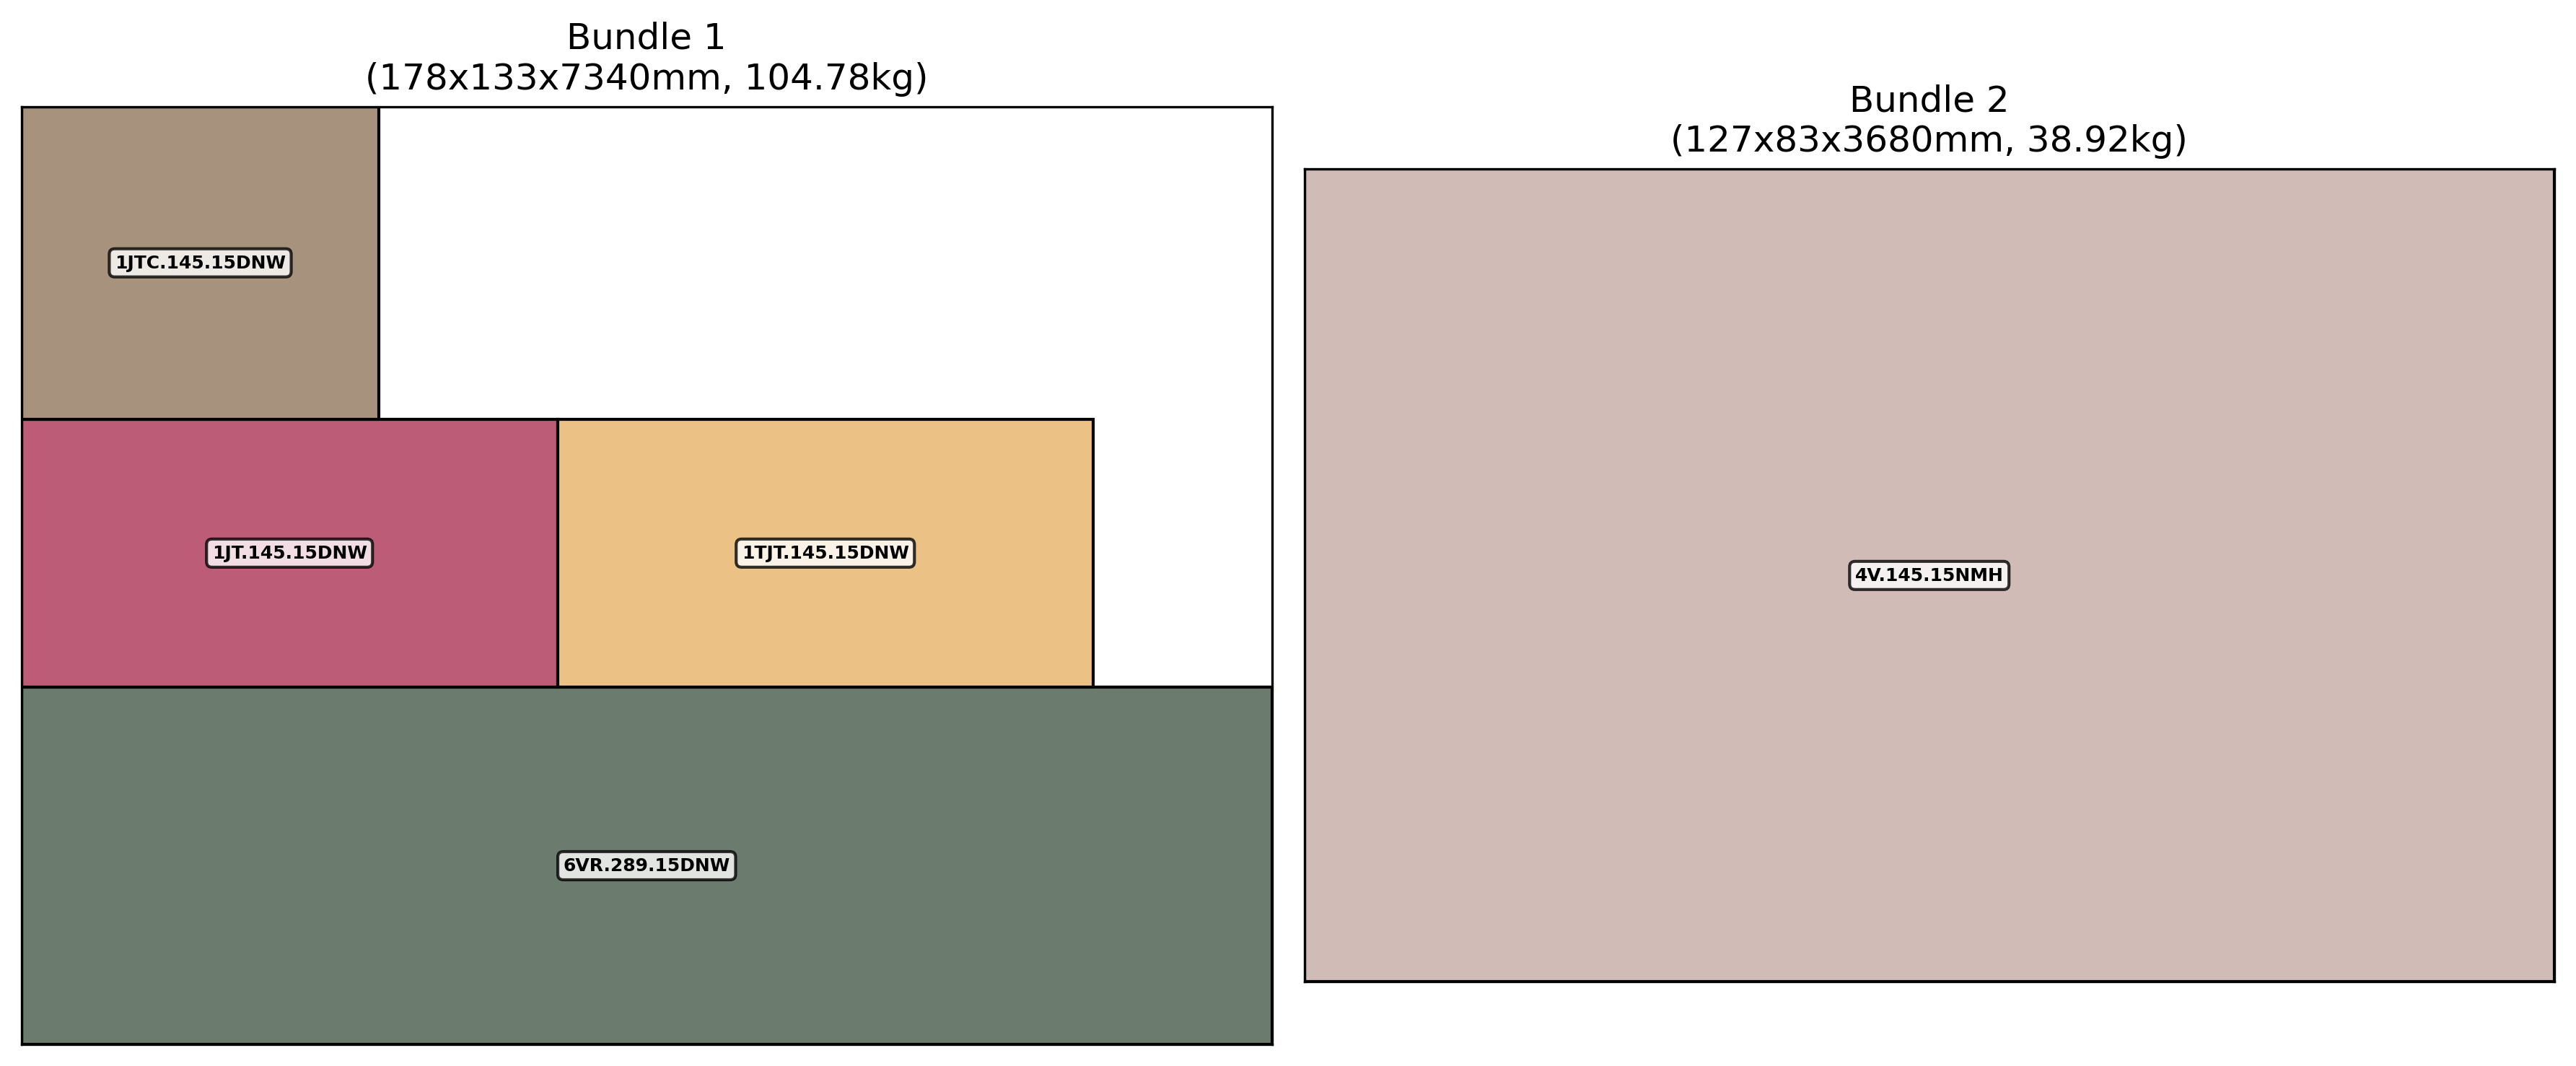 Bundle 1
(178x133x7340mm, 104.78kg)
1JTC.145.15DNW
1JT.145.15DNW
1TJT.145.15DNW
6VR.289.15DNW
Bundle 2
(127x83x3680mm, 38.92kg)
4V.145.15NMH